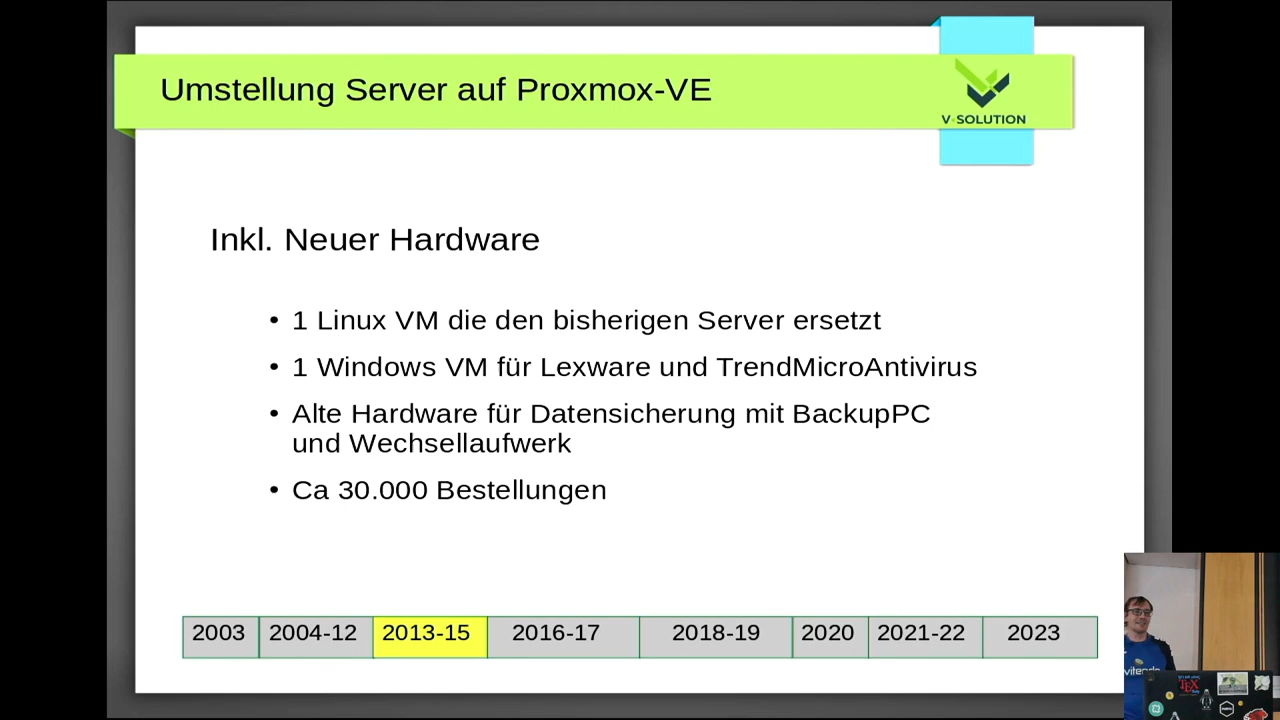 Umstellung Server auf Proxmox-VE
V-SOLUTION
Inkl. Neuer Hardware
• 1 Linux VM die den bisherigen Server ersetzt
• 1 Windows VM für Lexware und TrendMicroAntivirus
• Alte Hardware für Datensicherung mit BackupPC
und Wechsellaufwerk
• Ca 30.000 Bestellungen
2003 2004-12 2013-15 2016-17 2018-19 2020 2021-22 2023
TEX